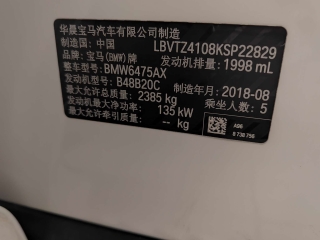 华晨宝马汽车有限公司制造
制造国：中国 LBVTZ4108KSP22829
品牌：宝马(BMW)牌 发动机排量：1998 mL
整车型号：BMW6475AX
发动机型号：B48B20C 制造年月：2018-08
最大允许总质量：2385 kg 乘坐人数：5
发动机最大净功率：135 kW
最大允许牵引质量：-- kg